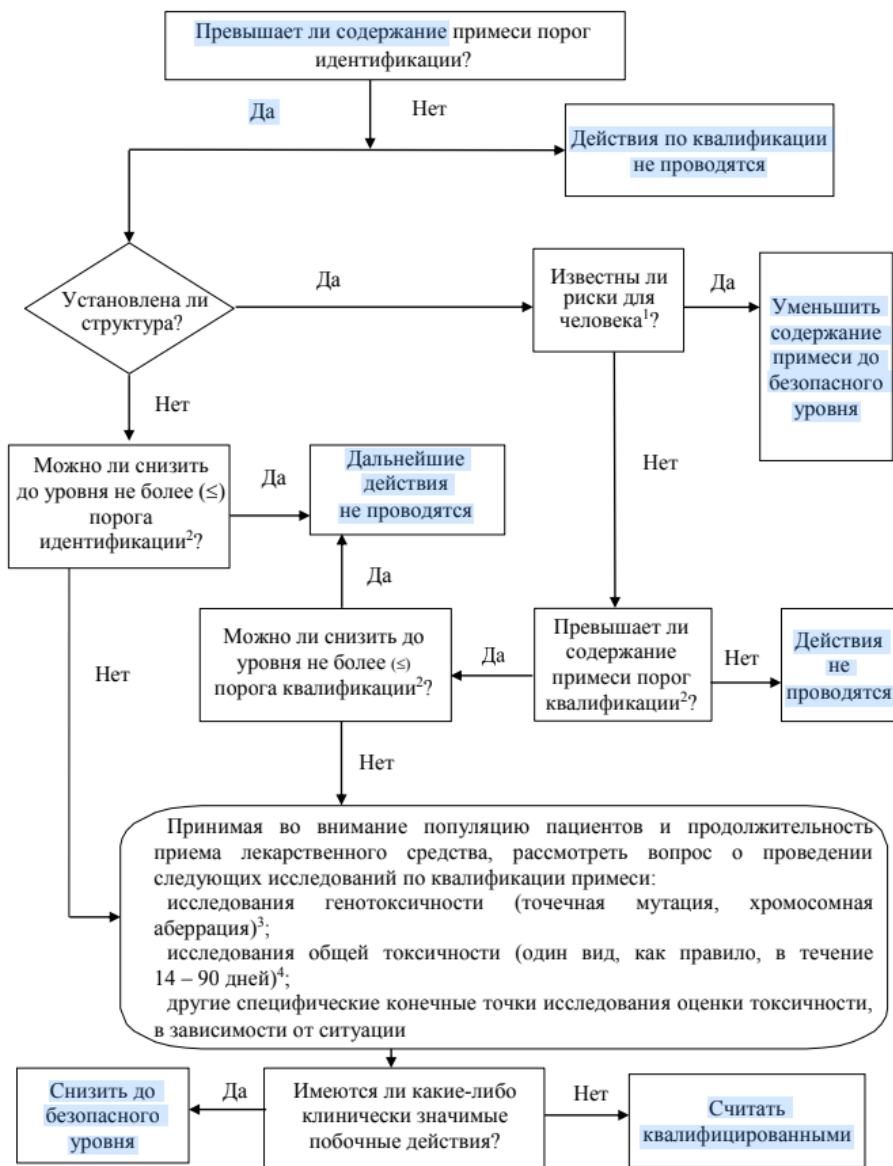 Превышает ли содержание примеси порог
идентификации?
Да
Нет
Действия по квалификации
не проводятся
Установлена ли
структура?
Да
Известны ли
риски для
человека¹?
Да
Уменьшить
содержание
примеси до
безопасного
уровня
Нет
Можно ли снизить
до уровня не более (≤)
порога
идентификации²?
Да
Дальнейшие
действия
не проводятся
Нет
Да
Нет
Можно ли снизить до
уровня не более (≤)
порога квалификации²?
Да
Превышает ли
содержание
примеси порог
квалификации²?
Нет
Действия
не
проводятся
Нет
Принимая во внимание популяцию пациентов и продолжительность
приема лекарственного средства, рассмотреть вопрос о проведении
следующих исследований по квалификации примеси:
исследования генотоксичности (точечная мутация, хромосомная
аберрация)³;
исследования общей токсичности (один вид, как правило, в течение
14 – 90 дней)⁴;
другие специфические конечные точки исследования оценки токсичности,
в зависимости от ситуации
Снизить до
безопасного
уровня
Да
Имеются ли какие-либо
клинически значимые
побочные действия?
Нет
Считать
квалифицированными